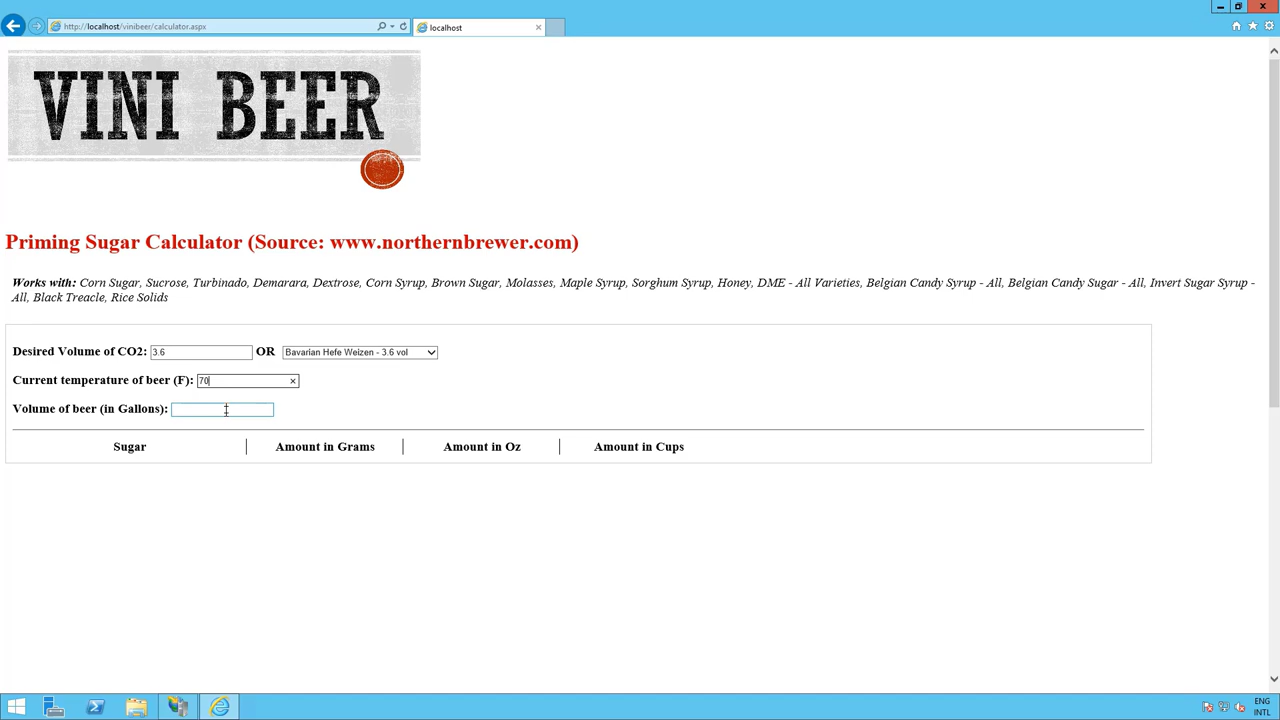 http://localhost/vinibeer/calculator.aspx
localhost
VINI BEER
Priming Sugar Calculator (Source: www.northernbrewer.com)
Works with: Corn Sugar, Sucrose, Turbinado, Demarara, Dextrose, Corn Syrup, Brown Sugar, Molasses, Maple Syrup, Sorghum Syrup, Honey, DME - All Varieties, Belgian Candy Syrup - All, Belgian Candy Sugar - All, Invert Sugar Syrup -
All, Black Treacle, Rice Solids
Desired Volume of CO2: 3.6 OR Bavarian Hefe Weizen - 3.6 vol
Current temperature of beer (F): 70
Volume of beer (in Gallons):
Sugar Amount in Grams Amount in Oz Amount in Cups
ENG
INTL